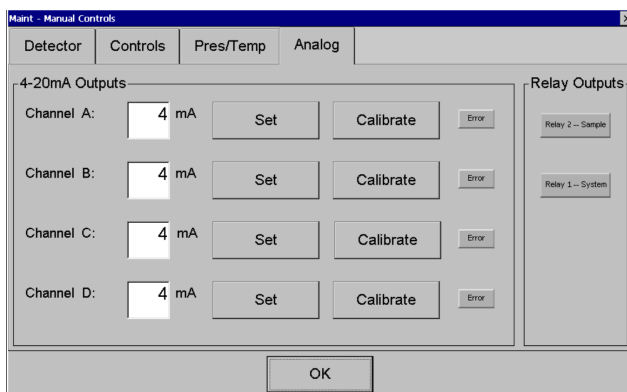 Maint - Manual Controls
Detector Controls Pres/Temp Analog
4-20mA Outputs
Channel A: 4 mA Set Calibrate Error
Channel B: 4 mA Set Calibrate Error
Channel C: 4 mA Set Calibrate Error
Channel D: 4 mA Set Calibrate Error
Relay Outputs
Relay 2 -- Sample
Relay 1 -- System
OK